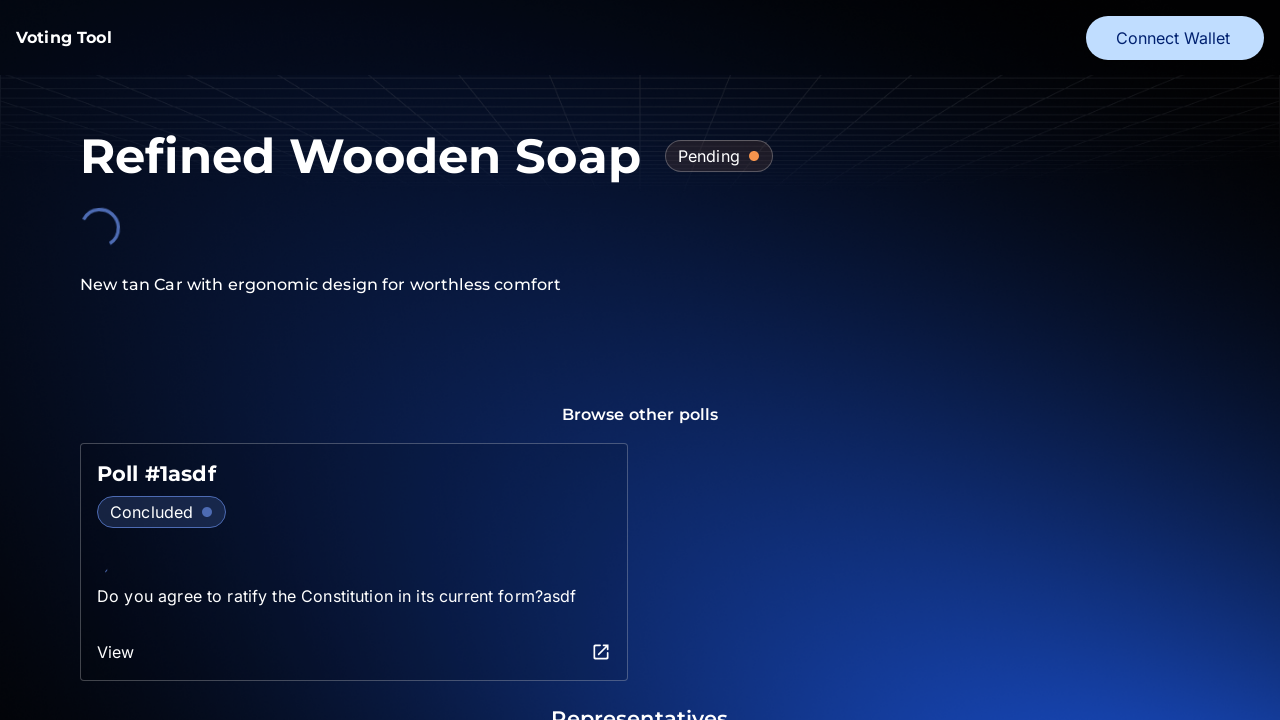 Voting Tool
Connect Wallet
Refined Wooden Soap
Pending
New tan Car with ergonomic design for worthless comfort
Browse other polls
Poll #1asdf
Concluded
Do you agree to ratify the Constitution in its current form?asdf
View
Representatives